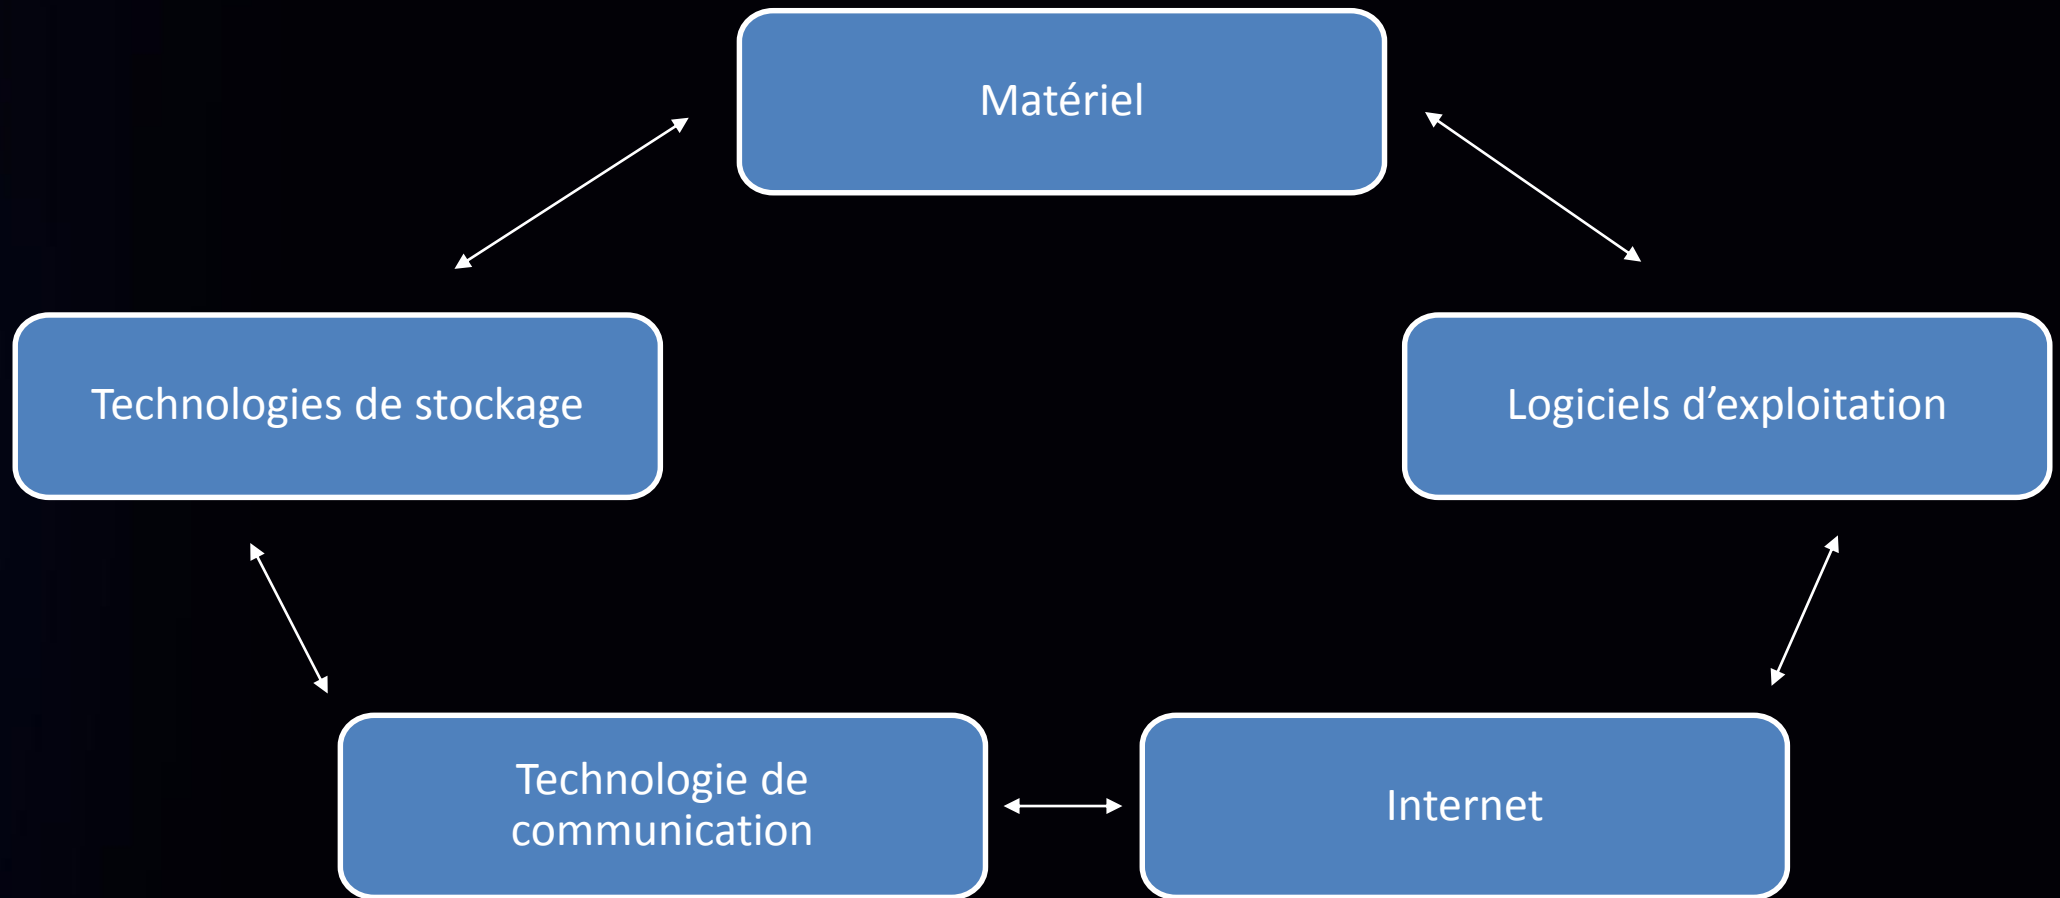 Matériel
Technologies de stockage
Logiciels d’exploitation
Technologie de
communication
Internet